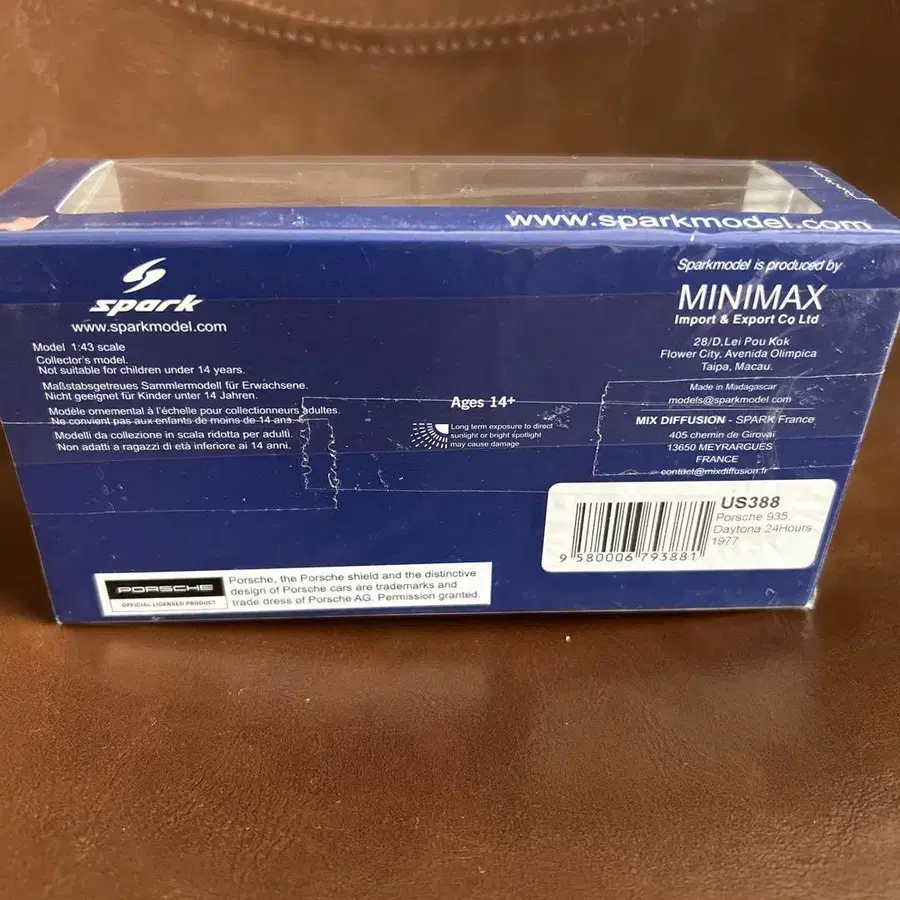 www.sparkmodel.com
spark
www.sparkmodel.com
Model 1:43 scale
Collector's model.
Not suitable for children under 14 years.
Maßstabsgetreues Sammlermodell für Erwachsene.
Nicht geeignet für Kinder unter 14 Jahren.
Modèle ornemental à l'échelle pour collectionneurs adultes.
Ne convient pas aux enfants de moins de 14 ans.
Modelli da collezione in scala ridotta per adulti.
Non adatti a ragazzi di età inferiore ai 14 anni.
Ages 14+
Long term exposure to direct
sunlight or bright spotlight
may cause damage
Sparkmodel is produced by
MINIMAX
Import & Export Co Ltd
28/D,Lei Pou Kok
Flower City, Avenida Olímpica
Taipa, Macau.
Made in Madagascar
models@sparkmodel.com
MIX DIFFUSION - SPARK France
405 chemin de Girovai
13650 MEYRARGUES
FRANCE
contact@mixdiffusion.fr
US388
Porsche 935
Daytona 24Hours
1977
9 580006 793881
PORSCHE
OFFICIAL LICENSED PRODUCT
Porsche, the Porsche shield and the distinctive
design of Porsche cars are trademarks and
trade dress of Porsche AG. Permission granted.